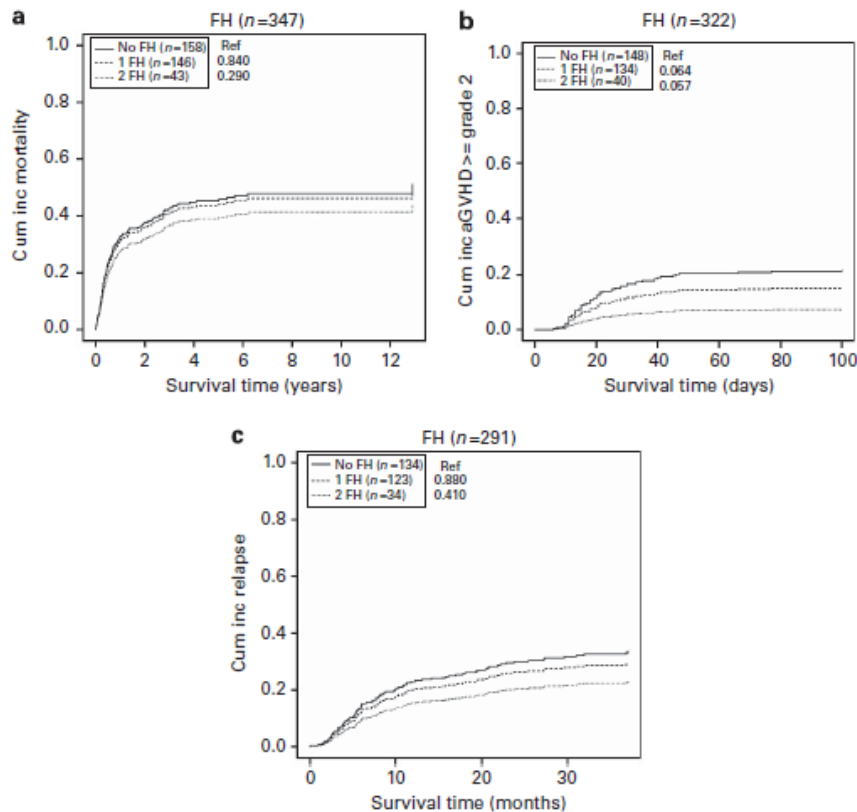 a
FH (n=347)
Cum inc mortality
1.0
0.8
0.6
0.4
0.2
0.0
No FH (n=158) Ref
1 FH (n=146) 0.840
2 FH (n=43) 0.290
0 2 4 6 8 10 12
Survival time (years)
b
FH (n=322)
Cum inc aGVHD >= grade 2
1.0
0.8
0.6
0.4
0.2
0.0
No FH (n=148) Ref
1 FH (n=134) 0.064
2 FH (n=40) 0.057
0 20 40 60 80 100
Survival time (days)
c
FH (n=291)
Cum inc relapse
1.0
0.8
0.6
0.4
0.2
0.0
No FH (n=134) Ref
1 FH (n=123) 0.880
2 FH (n=34) 0.410
0 10 20 30
Survival time (months)